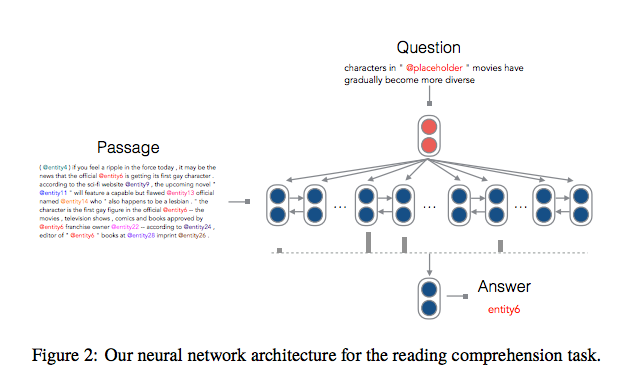 Question
characters in " @placeholder " movies have
gradually become more diverse
Passage
( @entity4 ) if you feel a ripple in the force today , it may be the
news that the official @entity6 is getting its first gay character .
according to the sci-fi website @entity9 , the upcoming novel "
@entity11 " will feature a capable but flawed @entity13 official
named @entity14 who " also happens to be a lesbian . " the
character is the first gay figure in the official @entity6 -- the
movies , television shows , comics and books approved by
@entity6 franchise owner @entity22 -- according to @entity24 ,
editor of " @entity6 " books at @entity28 imprint @entity26 .
...
...
...
Answer
entity6
Figure 2: Our neural network architecture for the reading comprehension task.